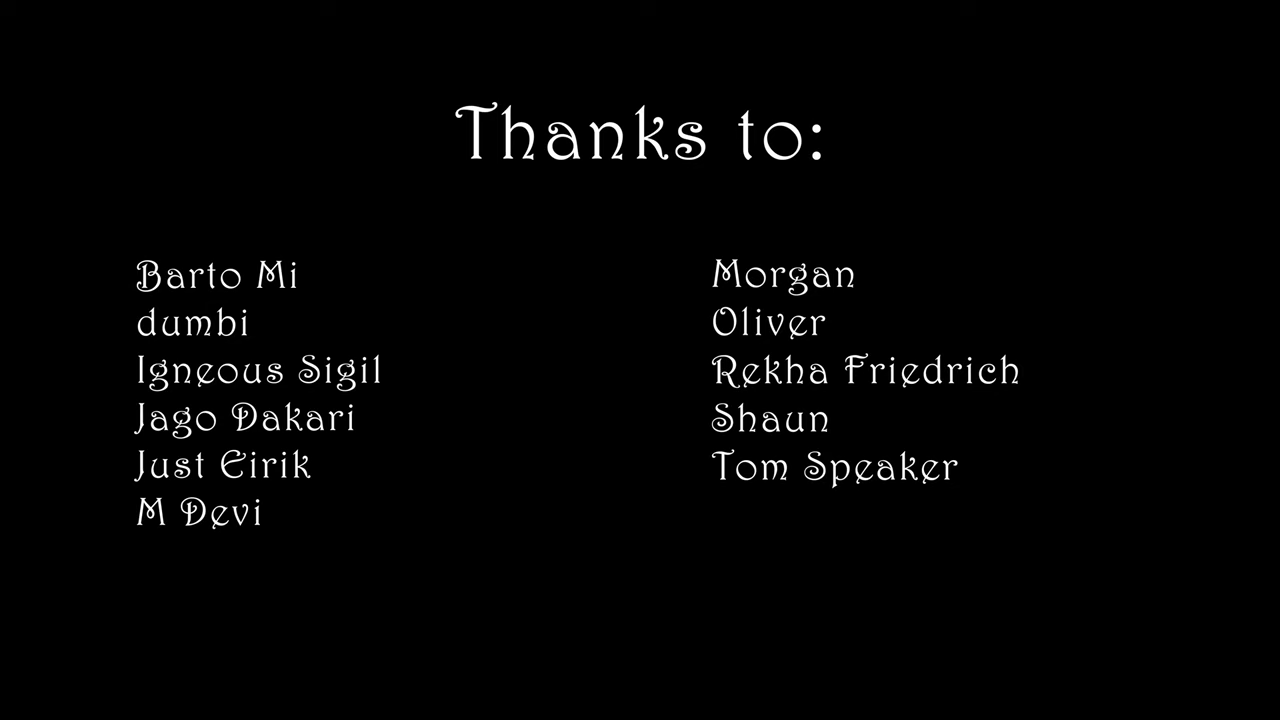 Thanks to:
Barto Mi
dumbi
Igneous Sigil
Jago Dakari
Just Eirik
M Devi
Morgan
Oliver
Rekha Friedrich
Shaun
Tom Speaker